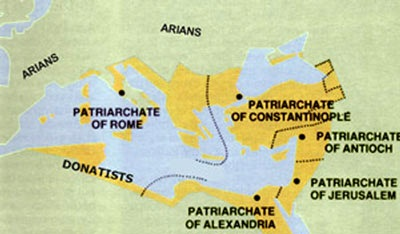 ARIANS
ARIANS
PATRIARCHATE
OF ROME
PATRIARCHATE
OF CONSTANTINOPLE
PATRIARCHATE
OF ANTIOCH
DONATISTS
PATRIARCHATE
OF JERUSALEM
PATRIARCHATE
OF ALEXANDRIA